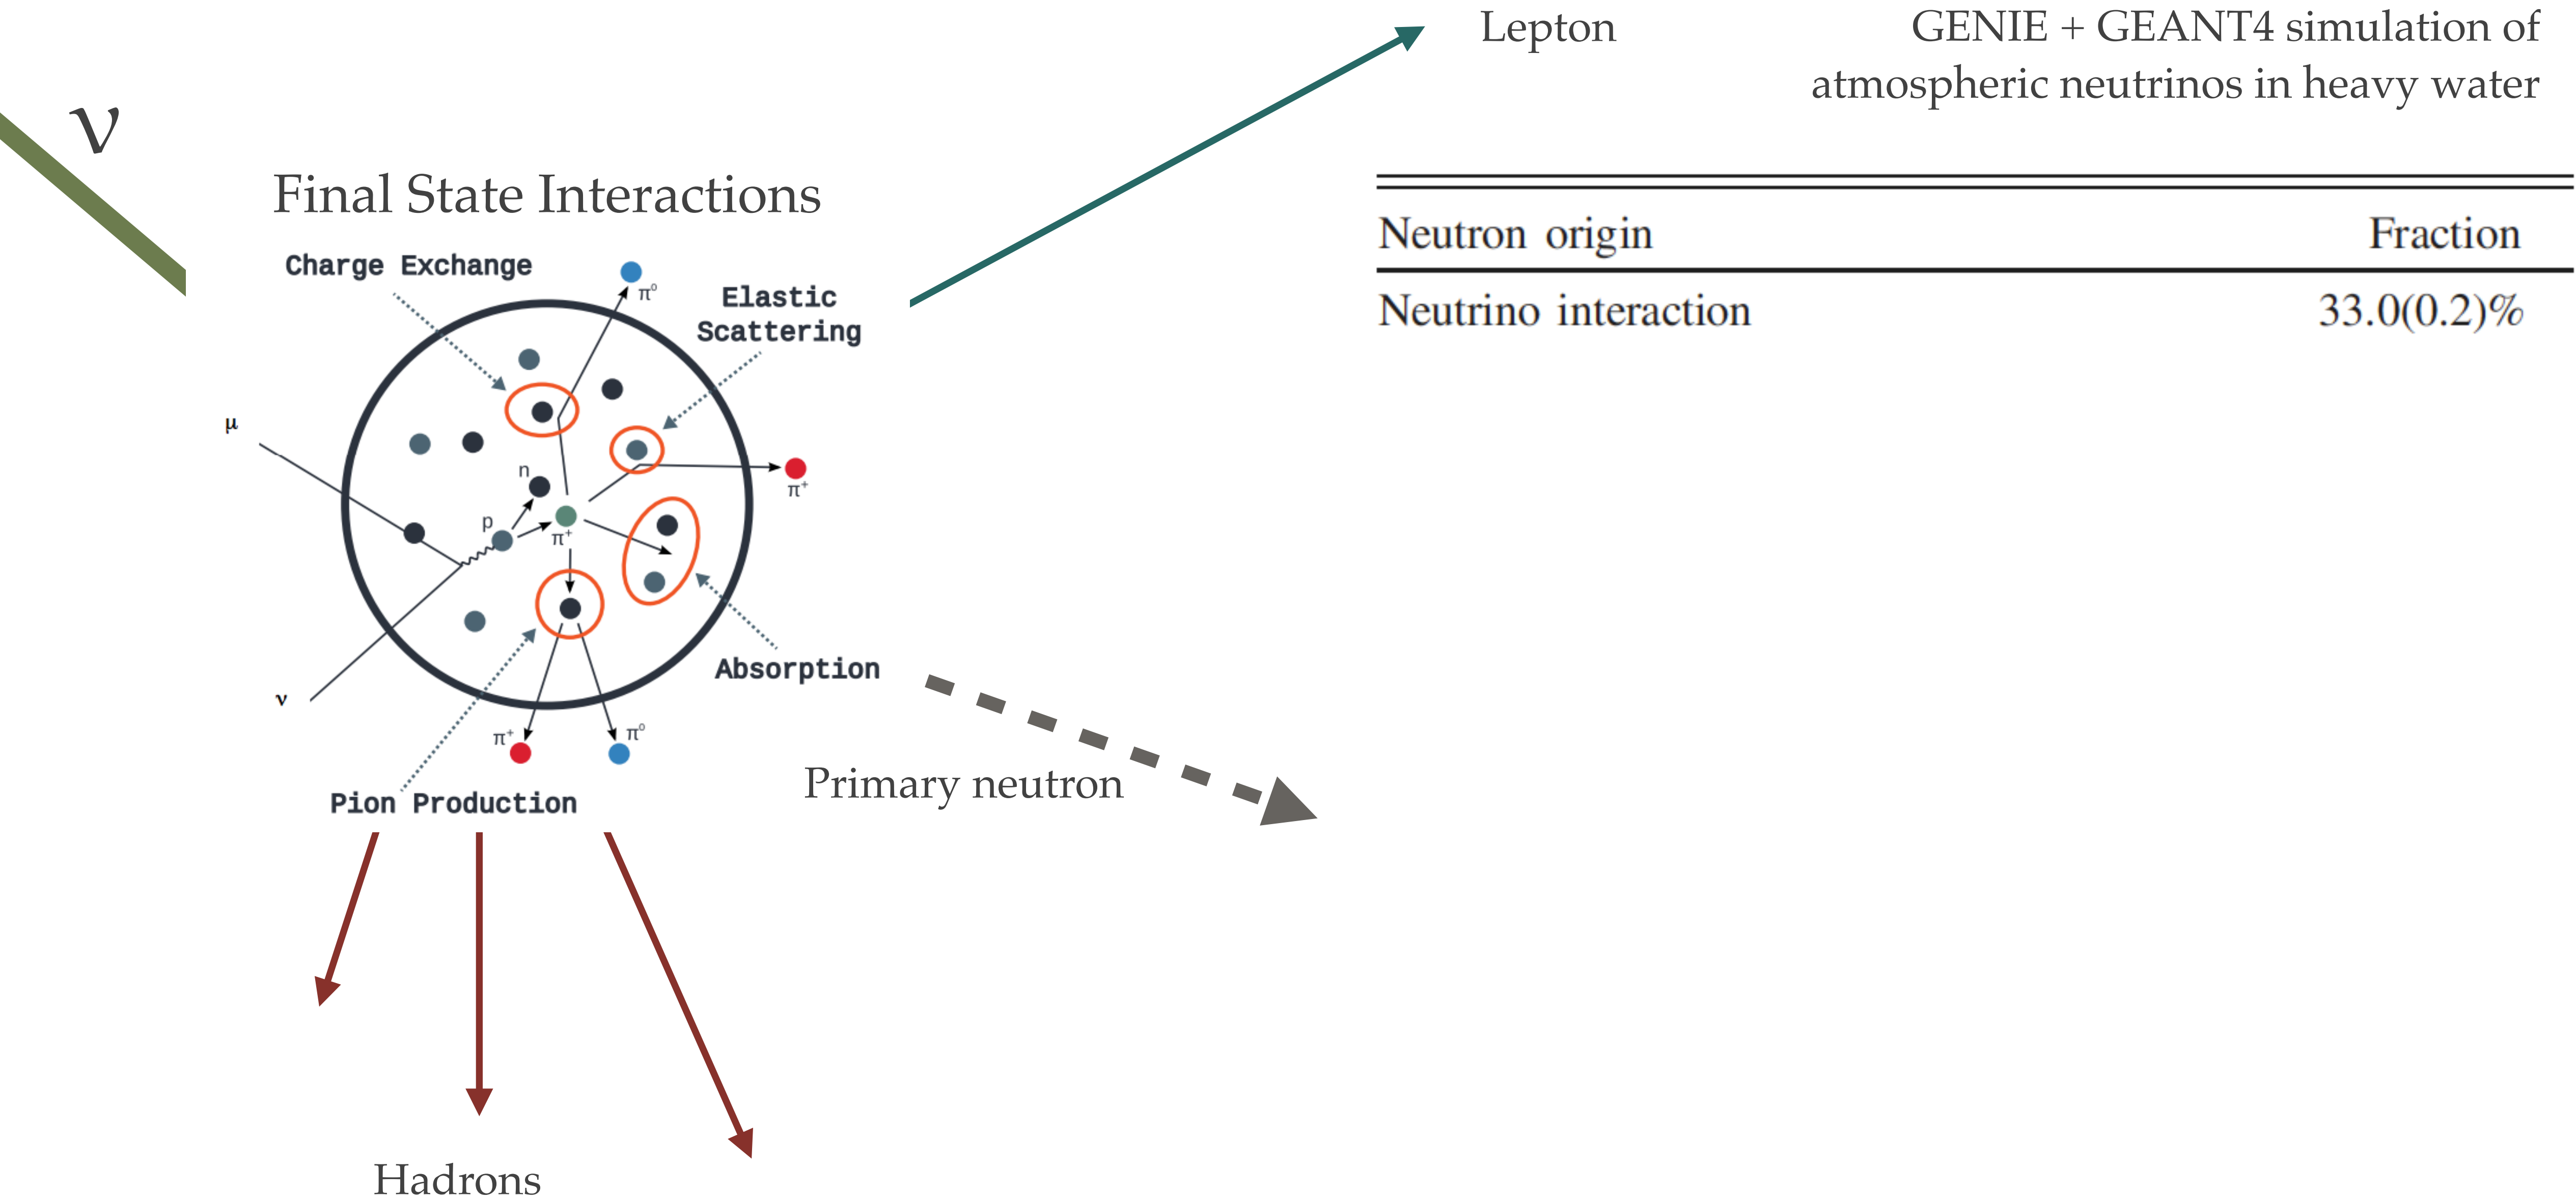 Lepton
GENIE + GEANT4 simulation of
atmospheric neutrinos in heavy water
ν
Final State Interactions
Neutron origin Fraction
Neutrino interaction 33.0(0.2)%
Charge Exchange
π⁰
Elastic
Scattering
μ
n
π⁺
p
π⁺
Absorption
ν
π⁺
π⁰
Primary neutron
Pion Production
Hadrons